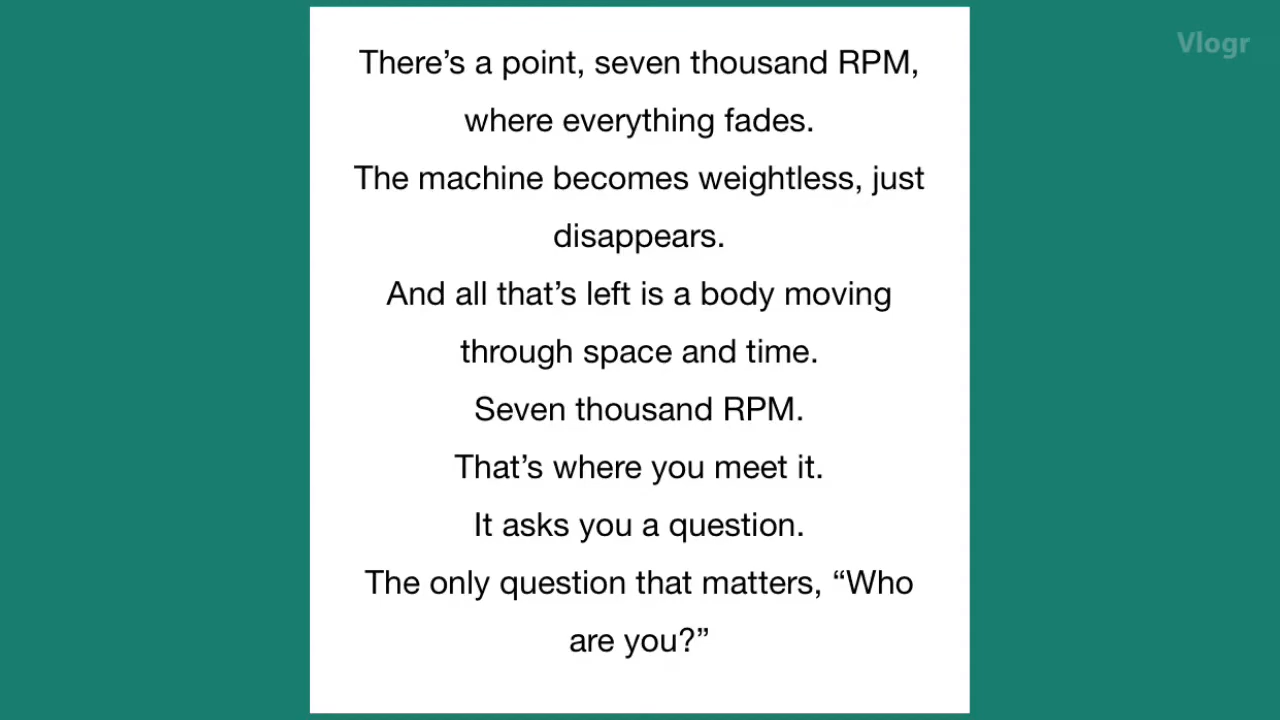 Vlogr
There’s a point, seven thousand RPM,
where everything fades.
The machine becomes weightless, just
disappears.
And all that’s left is a body moving
through space and time.
Seven thousand RPM.
That’s where you meet it.
It asks you a question.
The only question that matters, “Who
are you?”